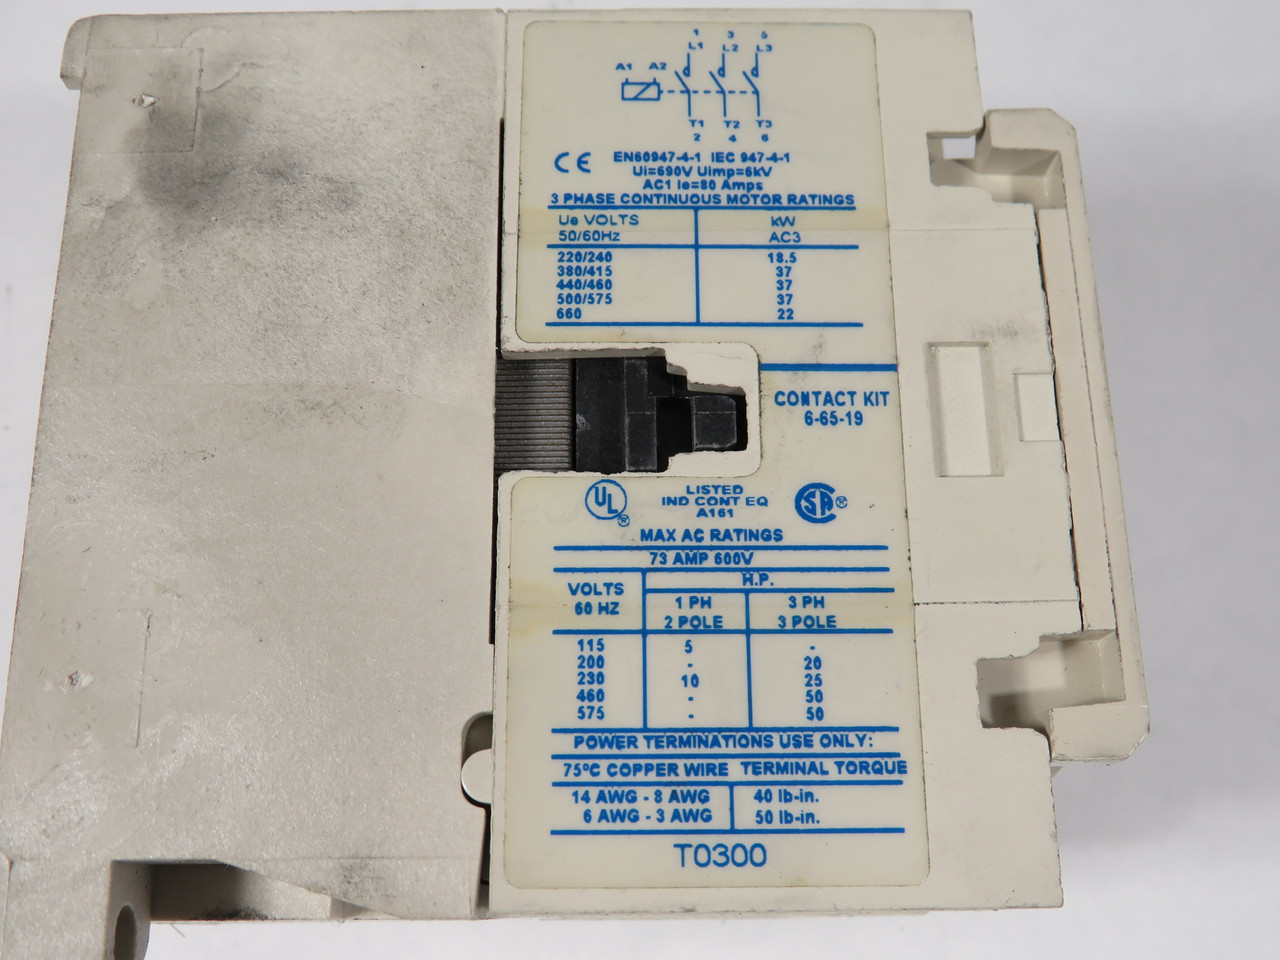 1 3 5
L1 L2 L3
A1 A2
T1 T2 T3
2 4 6
CE EN60947-4-1 IEC 947-4-1
Ui=690V Uimp=6kV
AC1 Ie=80 Amps
3 PHASE CONTINUOUS MOTOR RATINGS
Ue VOLTS kW
50/60Hz AC3
220/240 18.5
380/415 37
440/460 37
500/575 37
660 22
CONTACT KIT
6-65-19
UL ® LISTED SA ®
IND CONT EQ
A161
MAX AC RATINGS
73 AMP 600V
VOLTS H.P.
60 HZ 1 PH 3 PH
2 POLE 3 POLE
115 5 -
200 - 20
230 10 25
460 - 50
575 - 50
POWER TERMINATIONS USE ONLY:
75°C COPPER WIRE TERMINAL TORQUE
14 AWG - 8 AWG 40 lb-in.
6 AWG - 3 AWG 50 lb-in.
T0300